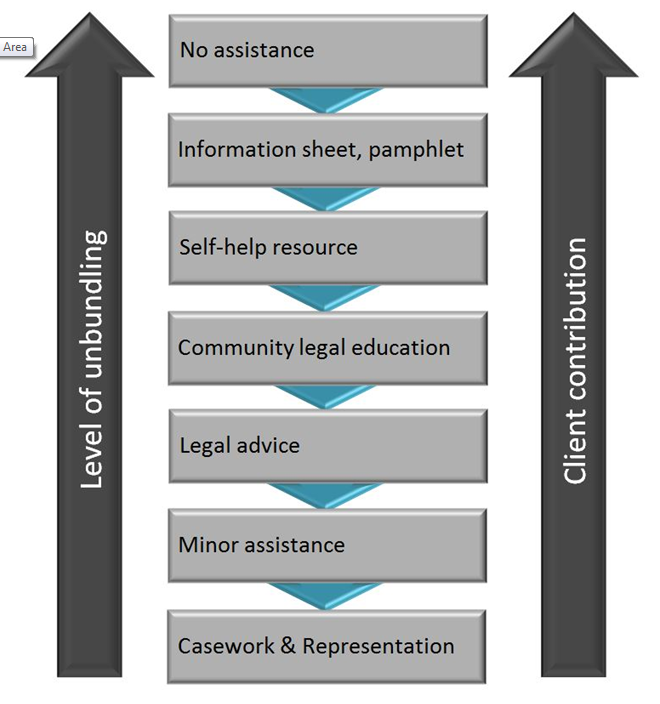 Area
No assistance
Information sheet, pamphlet
Self-help resource
Community legal education
Legal advice
Minor assistance
Casework & Representation
Level of unbundling
Client contribution